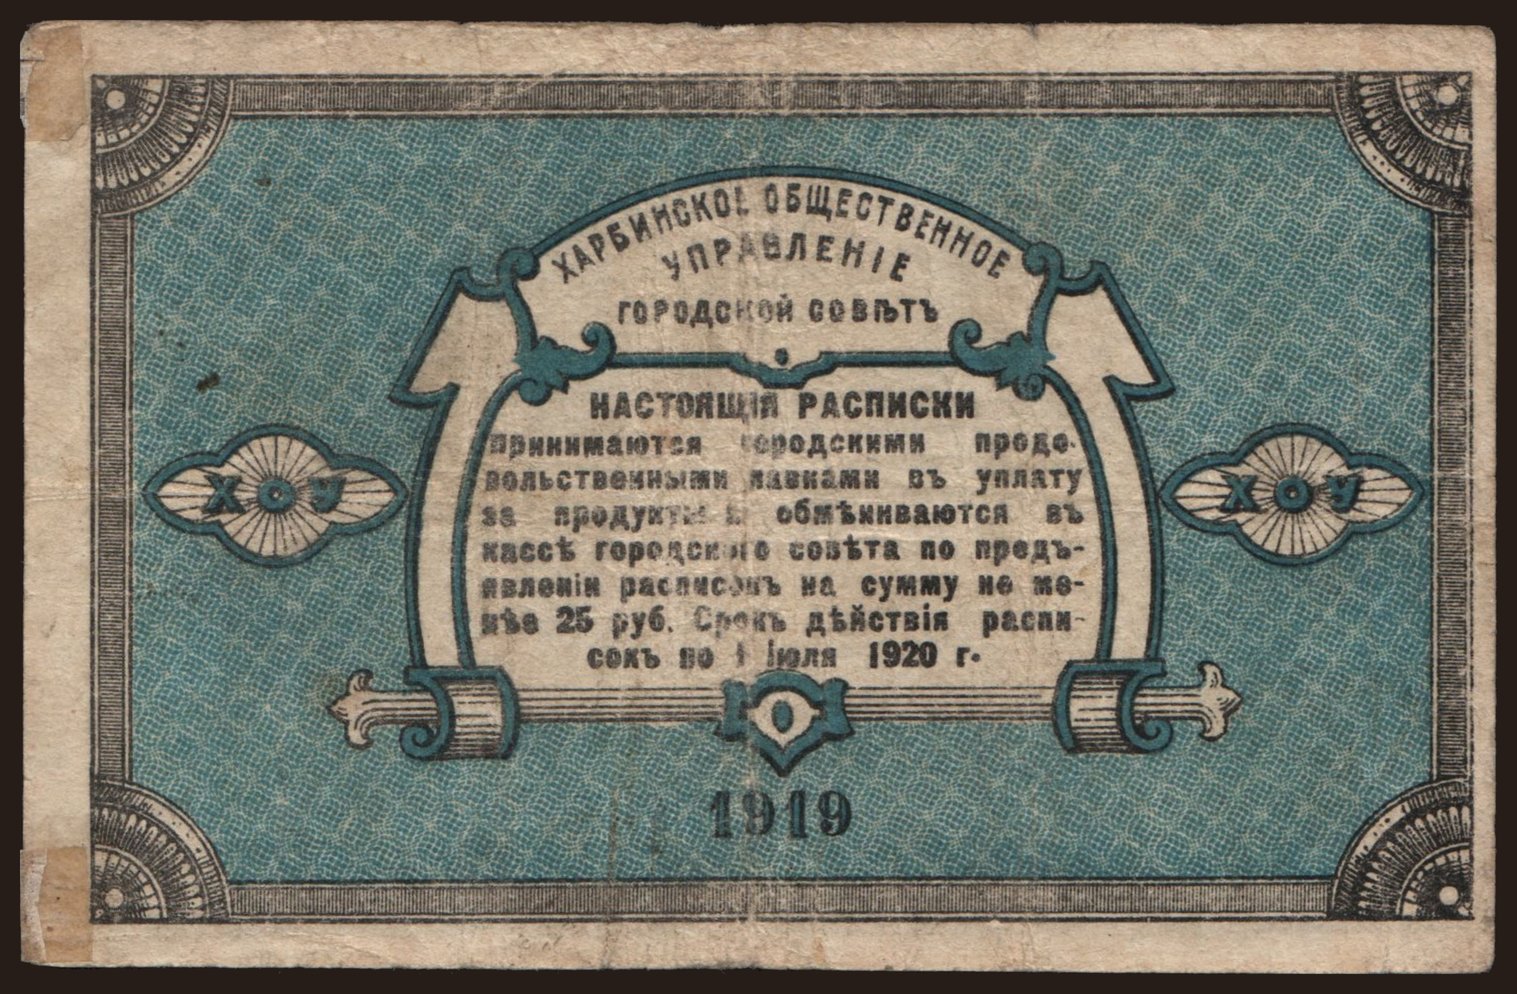 ХАРБИНСКОЕ ОБЩЕСТВЕННОЕ
УПРАВЛЕНІЕ
ГОРОДСКОЙ СОВѢТЪ
НАСТОЯЩІЯ РАСПИСКИ
принимаются городскими продо-
вольственными лавками въ уплату
за продукты и обмѣниваются въ
кассѣ городского совѣта по предъ-
явленіи расписокъ на сумму не ме-
нѣе 25 руб. Срокъ дѣйствія распи-
сокъ по 1 Іюля 1920 г.
ХОУ
ХОУ
1919